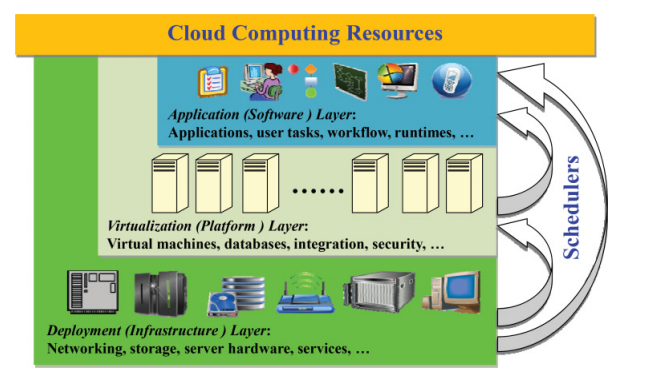 Cloud Computing Resources
Application (Software ) Layer:
Applications, user tasks, workflow, runtimes, …
Virtualization (Platform ) Layer:
Virtual machines, databases, integration, security, …
Deployment (Infrastructure ) Layer:
Networking, storage, server hardware, services, …
Schedulers